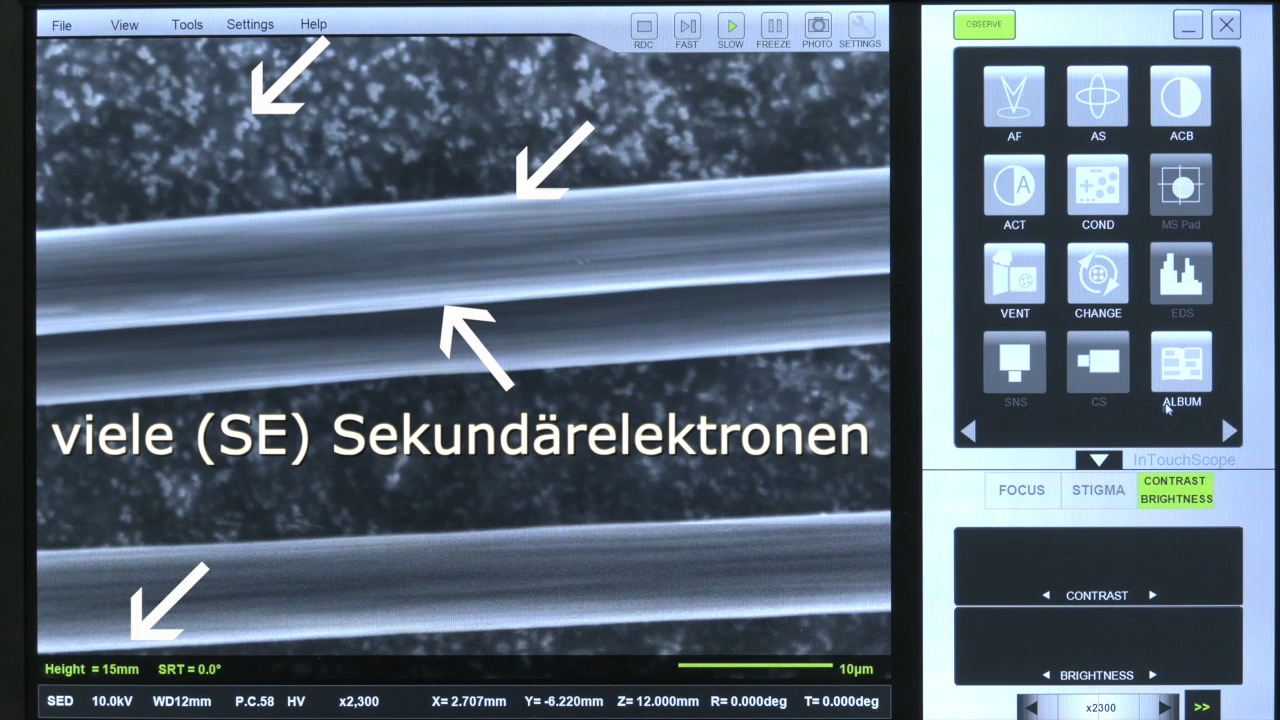 File View Tools Settings Help
RDC FAST SLOW FREEZE PHOTO SETTINGS
OBSERVE
AF AS ACB
A
ACT COND MS Pad
VENT CHANGE EDS
SNS CS ALBUM
InTouchScope
FOCUS STIGMA CONTRAST
BRIGHTNESS
CONTRAST
BRIGHTNESS
x2300 >>
viele (SE) Sekundärelektronen
Height = 15mm SRT = 0.0° 10µm
SED 10.0kV WD12mm P.C.58 HV x2,300 X= 2.707mm Y= -6.220mm Z= 12.000mm R= 0.000deg T= 0.000deg